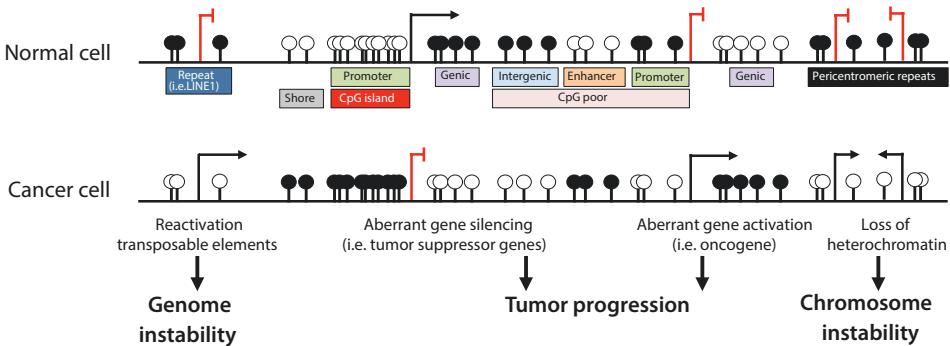 Normal cell
Repeat
(i.e.LINE1)
Promoter
Genic
Intergenic
Enhancer
Promoter
Genic
Pericentromeric repeats
Shore
CpG island
CpG poor
Cancer cell
Reactivation
transposable elements
Aberrant gene silencing
(i.e. tumor suppressor genes)
Aberrant gene activation
(i.e. oncogene)
Loss of
heterochromatin
Genome
instability
Tumor progression
Chromosome
instability